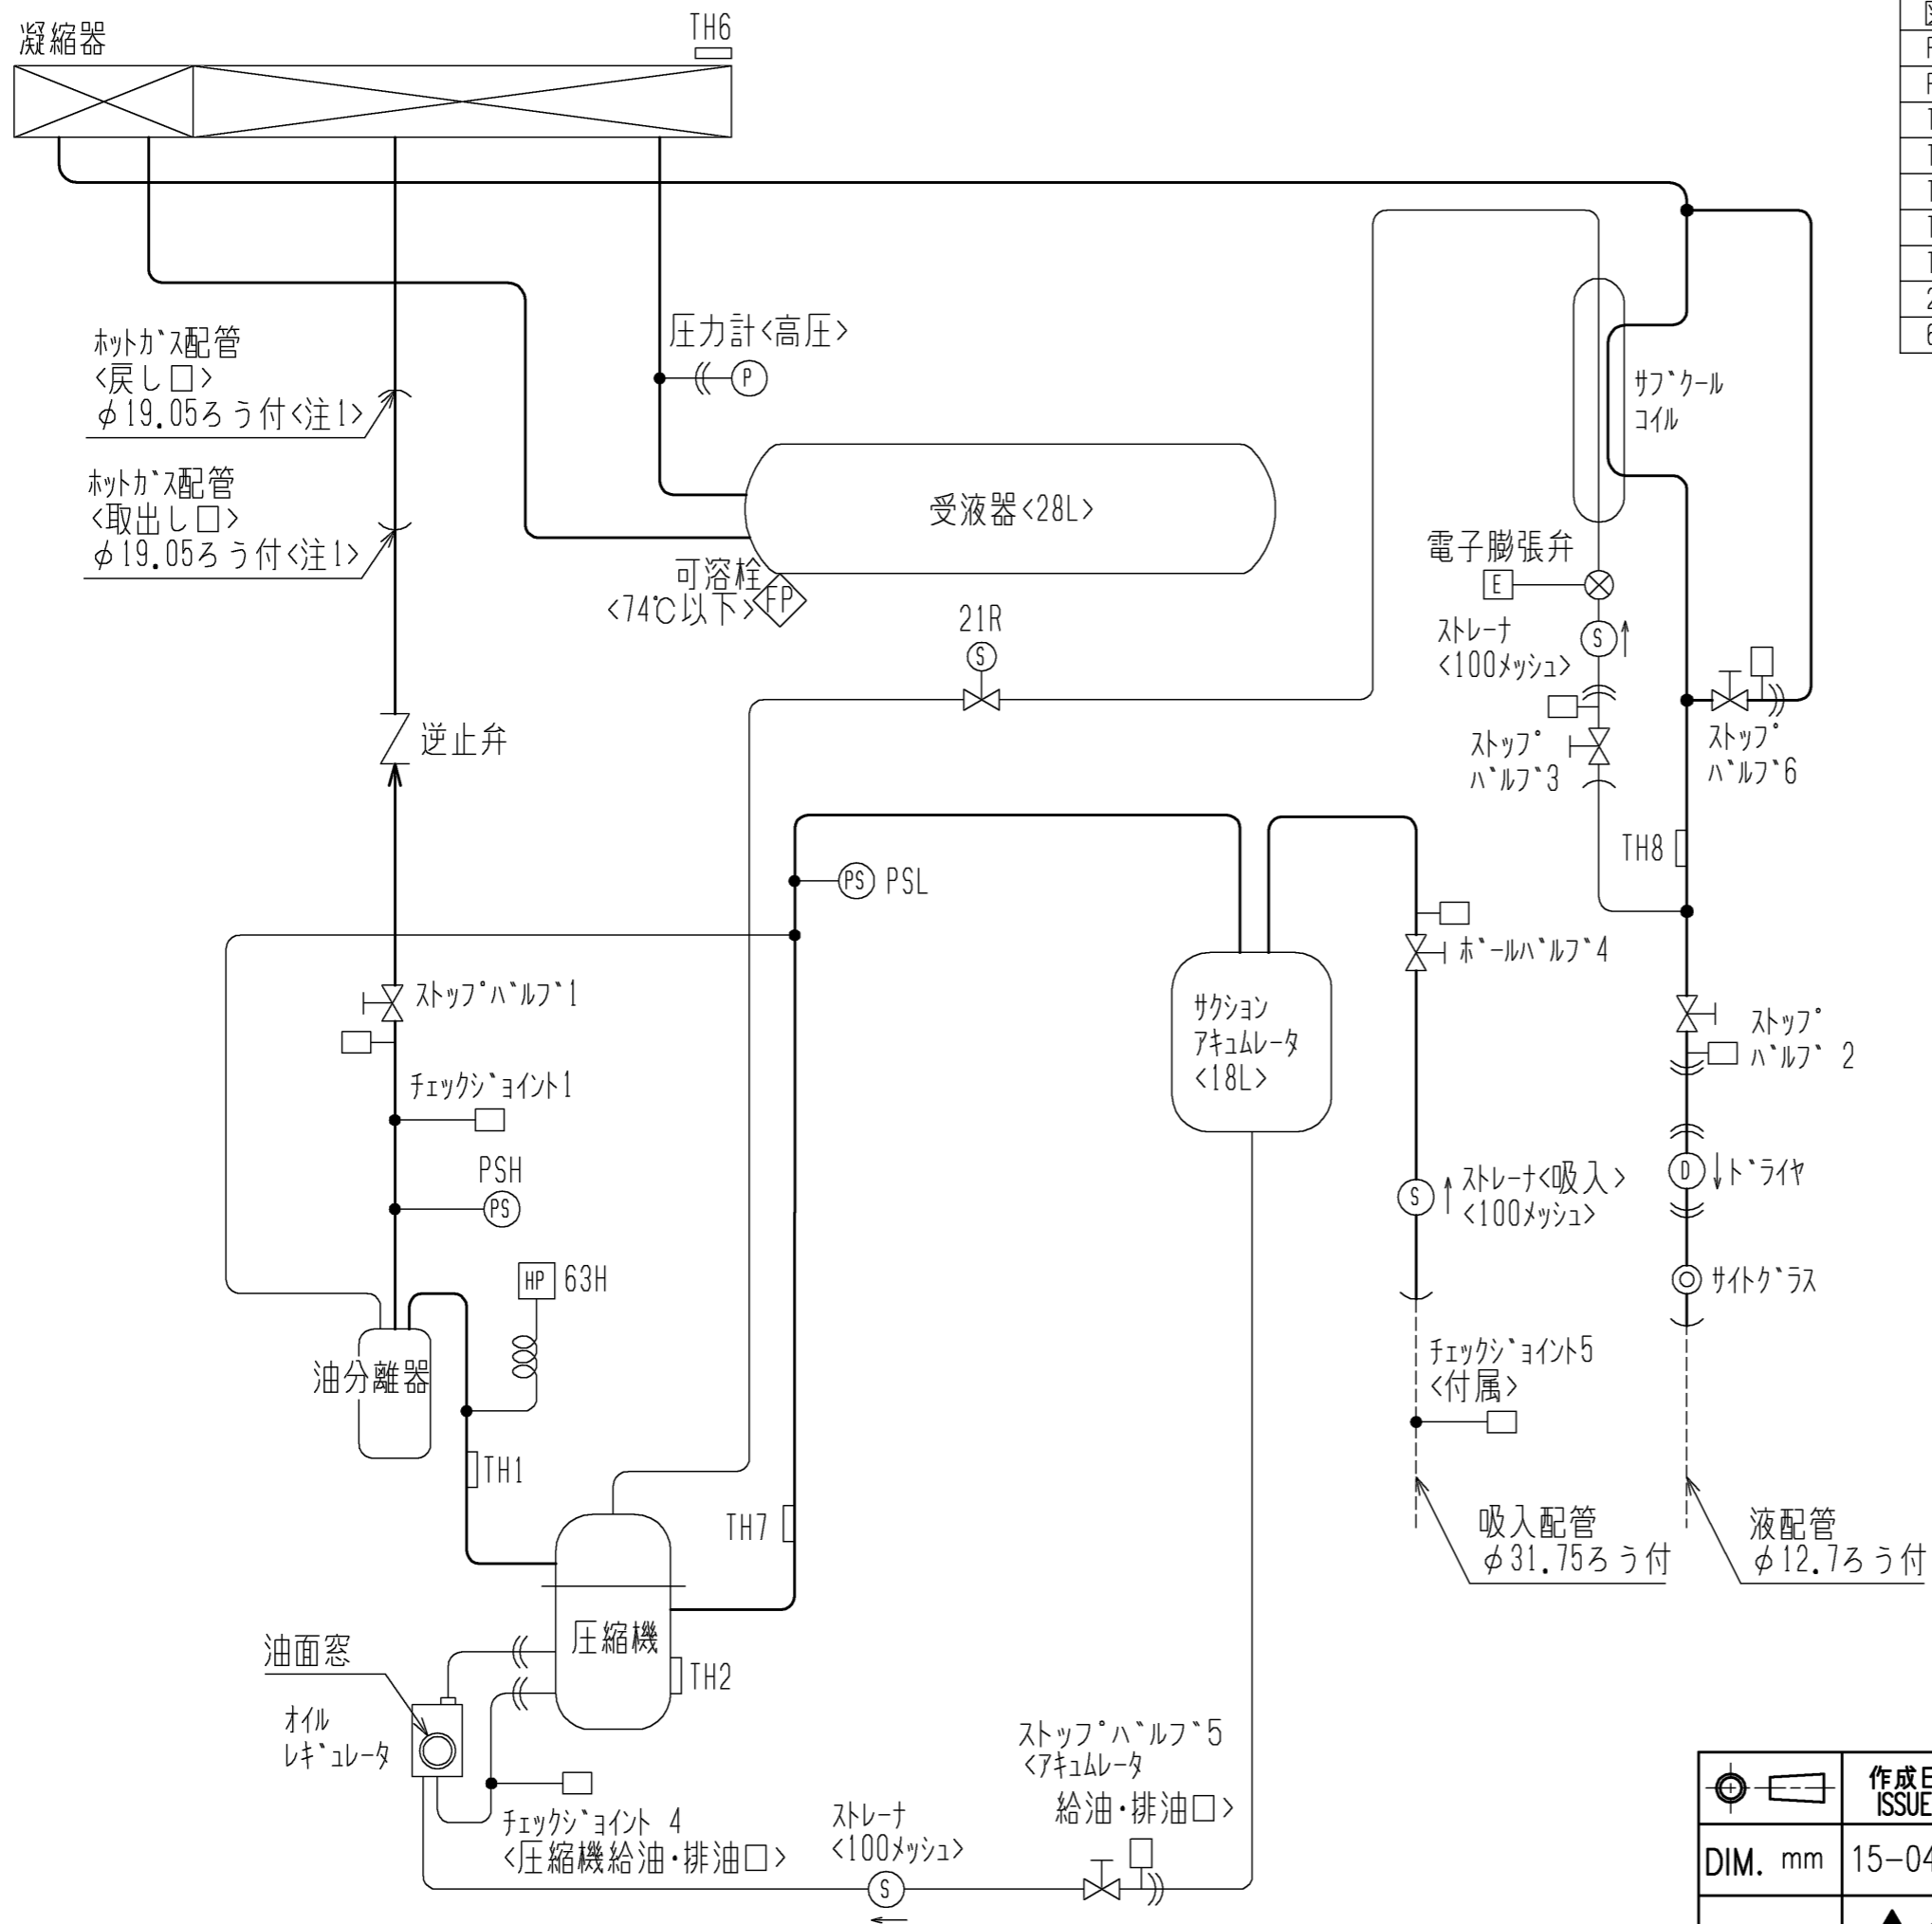 凝縮器
TH6
ホットガス配管
<戻し口>
φ19.05ろう付<注1>
圧力計<高圧>
P
サブクール
コイル
ホットガス配管
<取出し口>
φ19.05ろう付<注1>
受液器<28L>
可溶栓
<74℃以下>
FP
電子膨張弁
E
21R
S
ストレーナ
<100メッシュ>
S
逆止弁
ストップ
バルブ3
ストップ
バルブ6
TH8
PS PSL
ボールバルブ4
ストップバルブ1
サクション
アキュムレータ
<18L>
ストップ
バルブ 2
チェックジョイント1
PSH
PS
S
ストレーナ<吸入>
<100メッシュ>
D
ドライヤ
HP 63H
サイトグラス
油分離器
チェックジョイント5
<付属>
TH1
TH7
吸入配管
φ31.75ろう付
液配管
φ12.7ろう付
圧縮機
油面窓
TH2
オイル
レギュレータ
ストップバルブ5
<アキュムレータ
給油・排油口>
チェックジョイント 4
<圧縮機給油・排油口>
ストレーナ
<100メッシュ>
S
作成日
ISSUE
DIM. mm
15-04